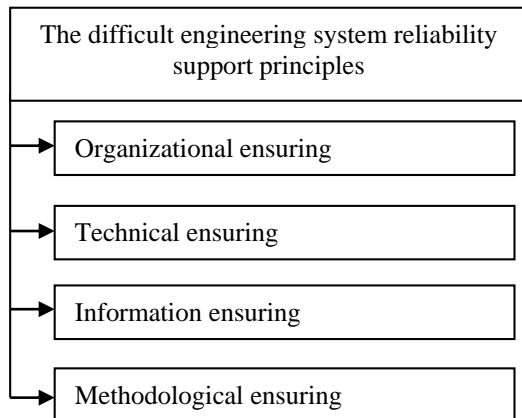 The difficult engineering system reliability
support principles
Organizational ensuring
Technical ensuring
Information ensuring
Methodological ensuring